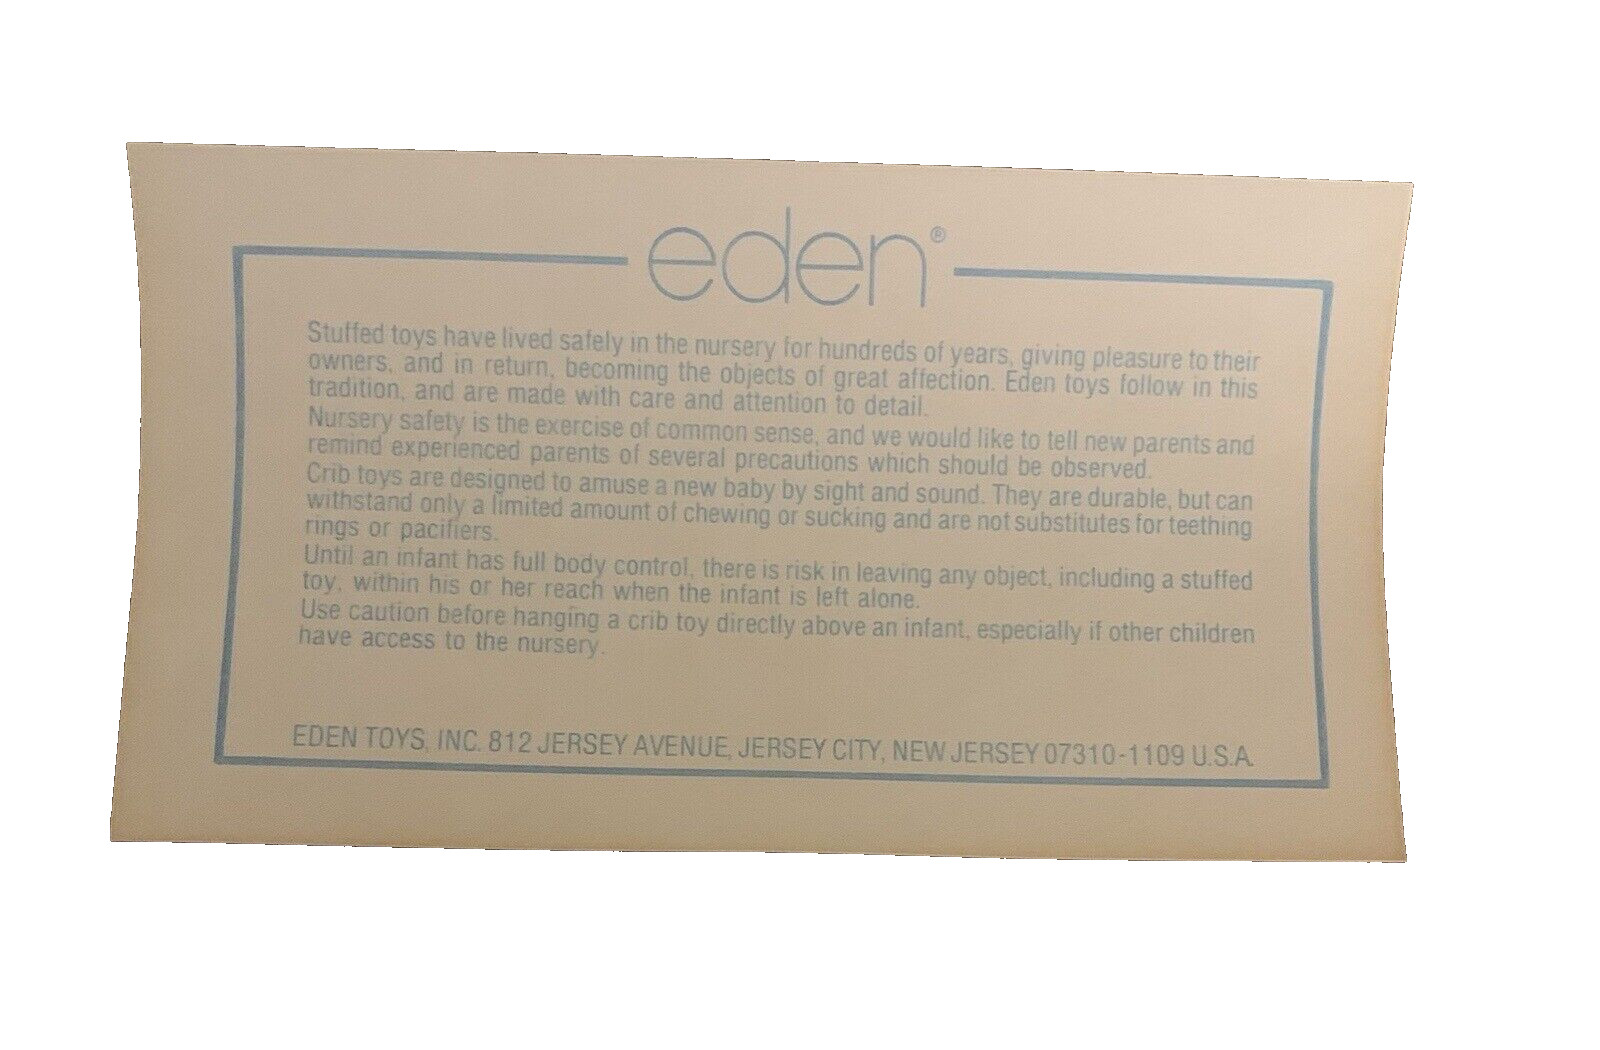 eden®
Stuffed toys have lived safely in the nursery for hundreds of years, giving pleasure to their
owners, and in return, becoming the objects of great affection. Eden toys follow in this
tradition, and are made with care and attention to detail.
Nursery safety is the exercise of common sense, and we would like to tell new parents and
remind experienced parents of several precautions which should be observed.
Crib toys are designed to amuse a new baby by sight and sound. They are durable, but can
withstand only a limited amount of chewing or sucking and are not substitutes for teething
rings or pacifiers.
Until an infant has full body control, there is risk in leaving any object, including a stuffed
toy, within his or her reach when the infant is left alone.
Use caution before hanging a crib toy directly above an infant, especially if other children
have access to the nursery.
EDEN TOYS, INC. 812 JERSEY AVENUE, JERSEY CITY, NEW JERSEY 07310-1109 U.S.A.